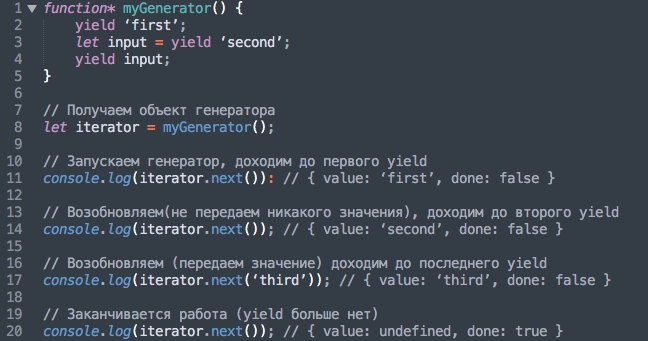 1 ▼ function* myGenerator() {
2 yield ‘first’;
3 let input = yield ‘second’;
4 yield input;
5 }
6
7 // Получаем объект генератора
8 let iterator = myGenerator();
9
10 // Запускаем генератор, доходим до первого yield
11 console.log(iterator.next()): // { value: ‘first’, done: false }
12
13 // Возобновляем(не передаем никакого значения), доходим до второго yield
14 console.log(iterator.next()); // { value: ‘second’, done: false }
15
16 // Возобновляем (передаем значение) доходим до последнего yield
17 console.log(iterator.next(‘third’)); // { value: ‘third’, done: false }
18
19 // Заканчивается работа (yield больше нет)
20 console.log(iterator.next()); // { value: undefined, done: true }